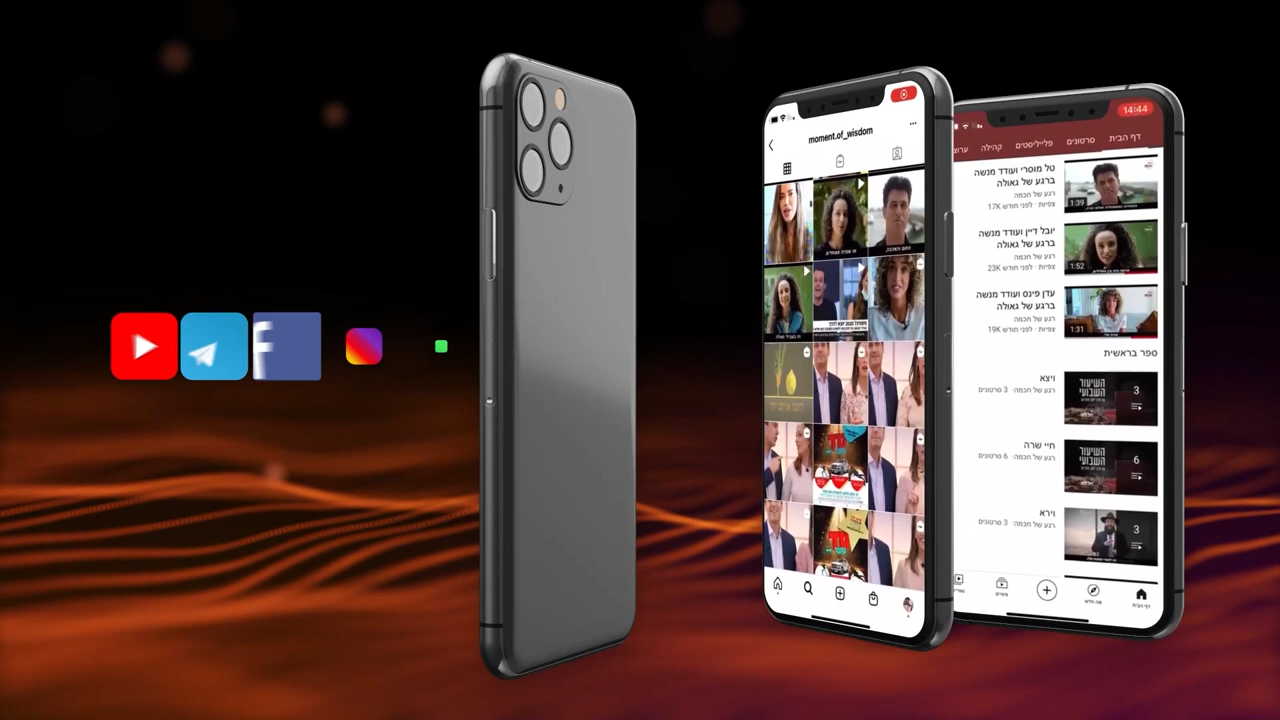 moment.of_wisdom
14:44
דף הבית
סרטונים
פלייליסטים
קהילה
ערוצ
טל מוסרי ועודד מנשה
ברגע של גאולה
רגע של חכמה
17K צפיות · לפני חודש
1:39
יובל דיין ועודד מנשה
ברגע של גאולה
רגע של חכמה
23K צפיות · לפני חודש
1:52
עדן פינס ועודד מנשה
ברגע של גאולה
רגע של חכמה
19K צפיות · לפני חודש
1:31
ספר בראשית
ויצא
רגע של חכמה · 3 סרטונים
השיעור
השבועי
3
חיי שרה
רגע של חכמה · 6 סרטונים
השיעור
השבועי
6
וירא
רגע של חכמה · 3 סרטונים
3
דף הבית
מה חדש
מינויים